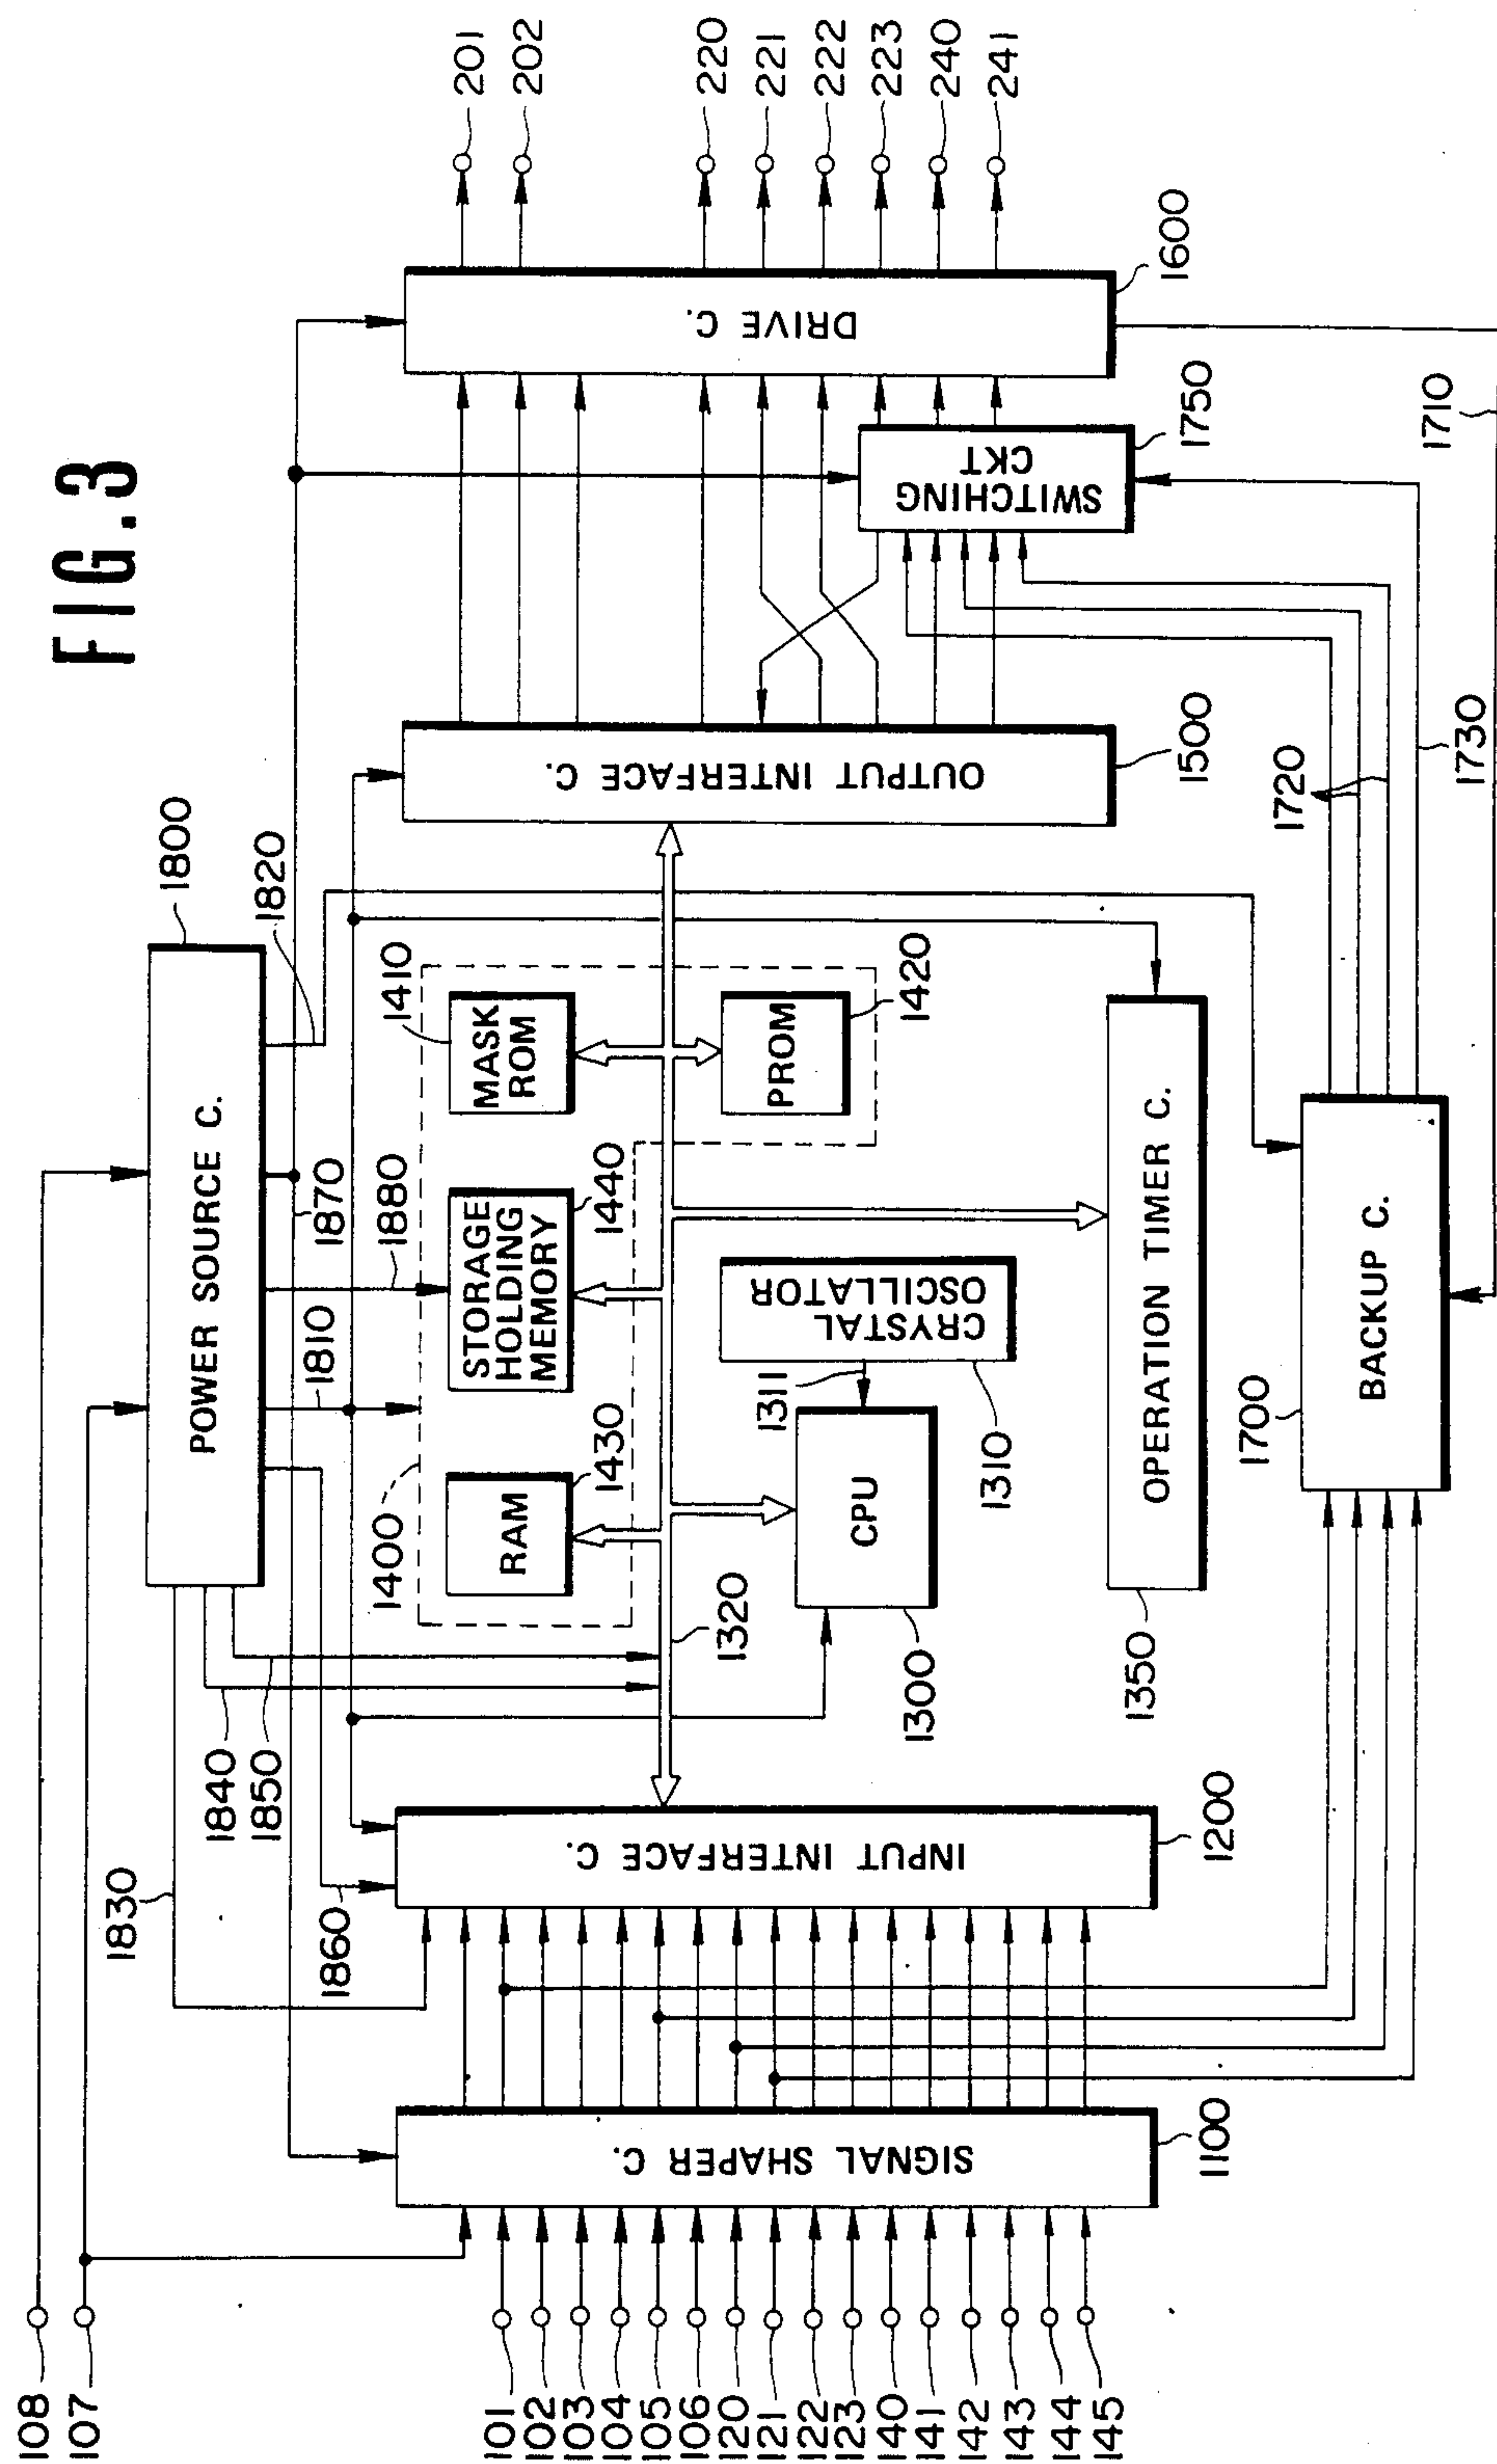 FIG.3
108
107
101
102
103
104
105
106
120
121
122
123
140
141
142
143
144
145
SIGNAL SHAPER C.
1100
1830
1840
1850
1860
INPUT INTERFACE C.
1200
POWER SOURCE C.
1800
1820
1870
1880
1810
1400
RAM
1430
STORAGE
HOLDING
MEMORY
1440
MASK
ROM
1410
PROM
1420
1320
CPU
1300
1311
CRYSTAL
OSCILLATOR
1310
OPERATION TIMER C.
1350
BACKUP C.
1700
OUTPUT INTERFACE C.
1500
1720
1730
1710
SWITCHING
CKT
1750
DRIVE C.
1600
201
202
220
221
222
223
240
241